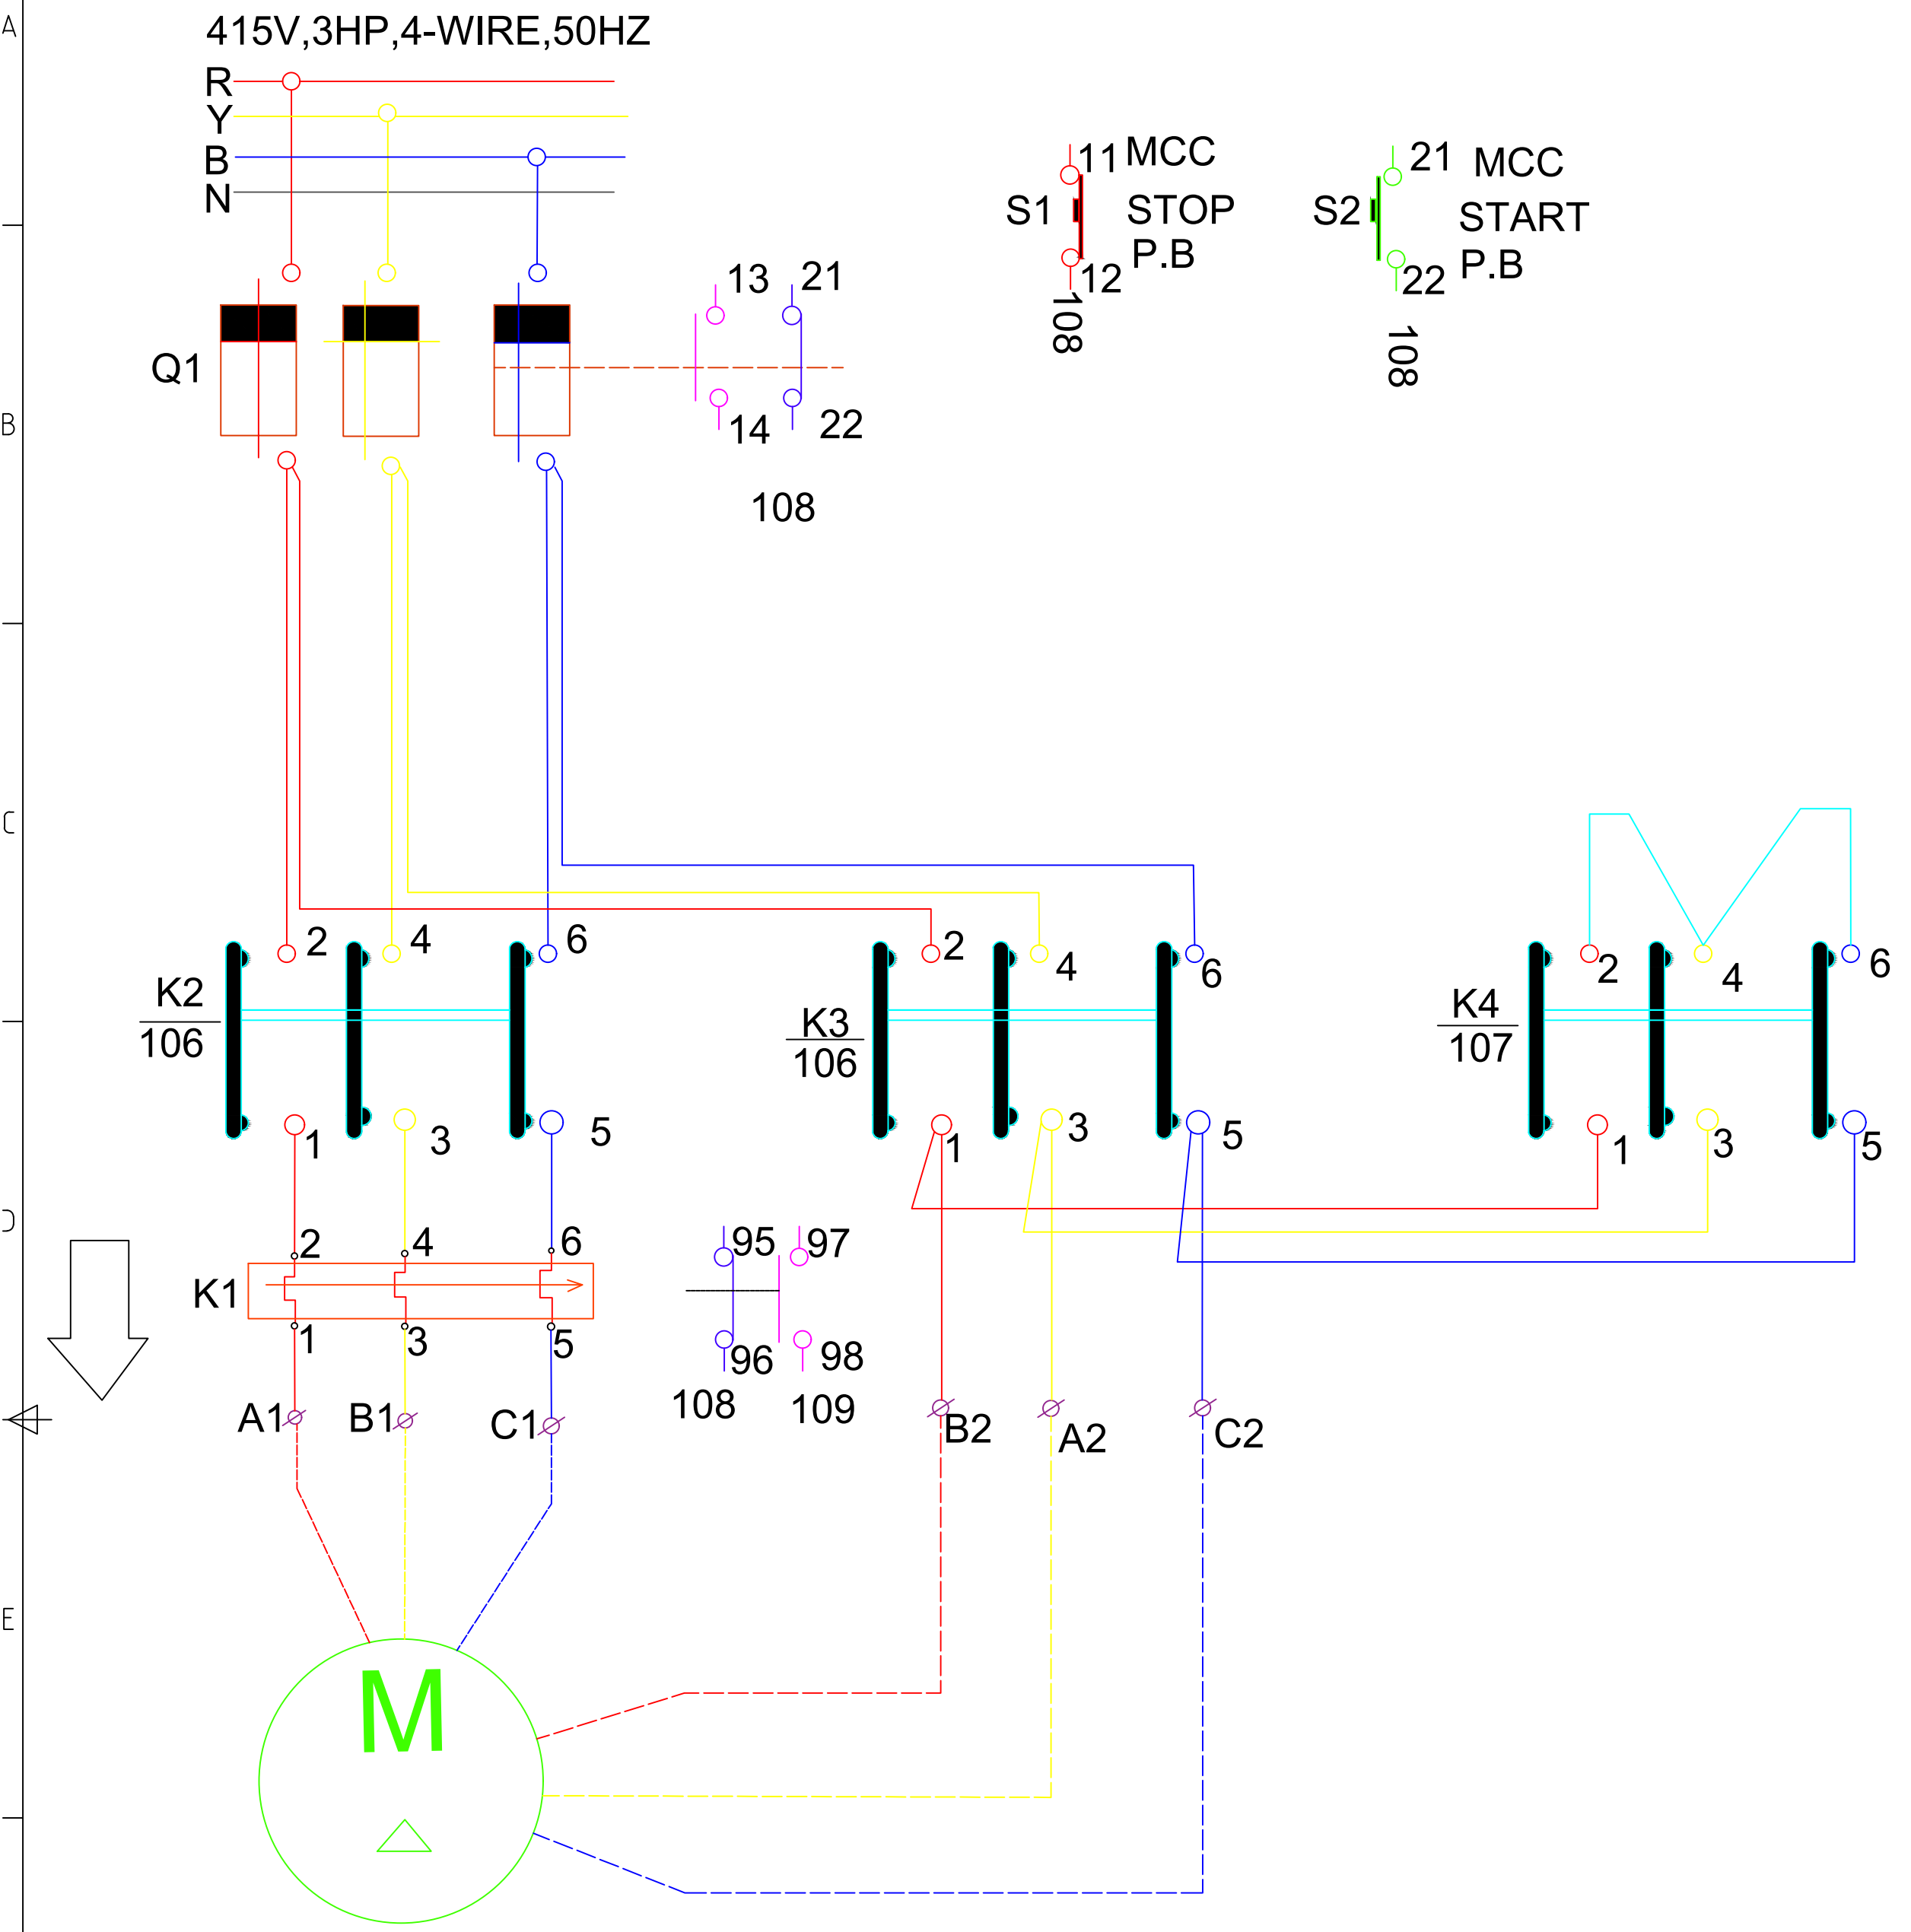 A
415V,3HP,4-WIRE,50HZ
R
Y
B
N
11 MCC
S1 STOP
P.B
12
108
21 MCC
S2 START
P.B
22
108
Q1
13 21
14 22
108
B
C
2 4 6
K2
106
1 3 5
2 4 6
K3
106
1 3 5
2 4 6
K4
107
1 3 5
D
2 4 6
K1
1 3 5
95 97
96 98
108 109
A1 B1 C1
B2 A2 C2
E
M